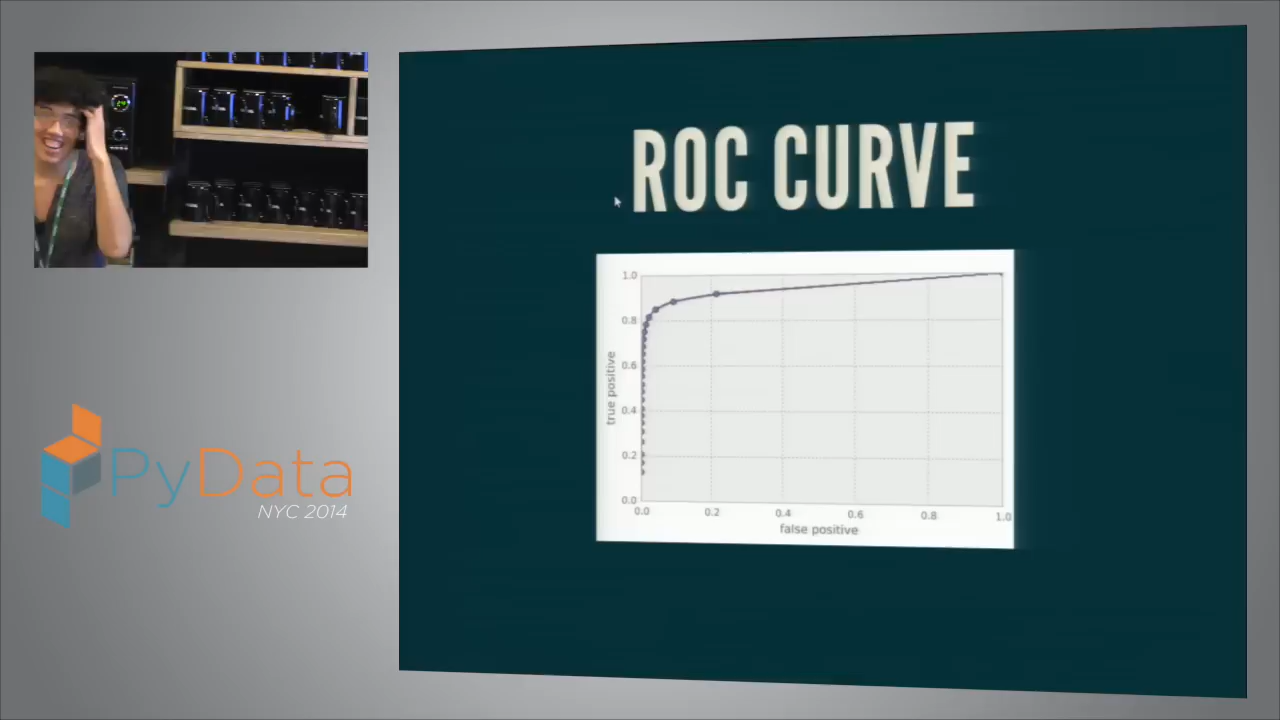 ROC CURVE
1.0
0.8
0.6
0.4
0.2
0.0
true positive
0.0 0.2 0.4 0.6 0.8 1.0
false positive
PyData
NYC 2014